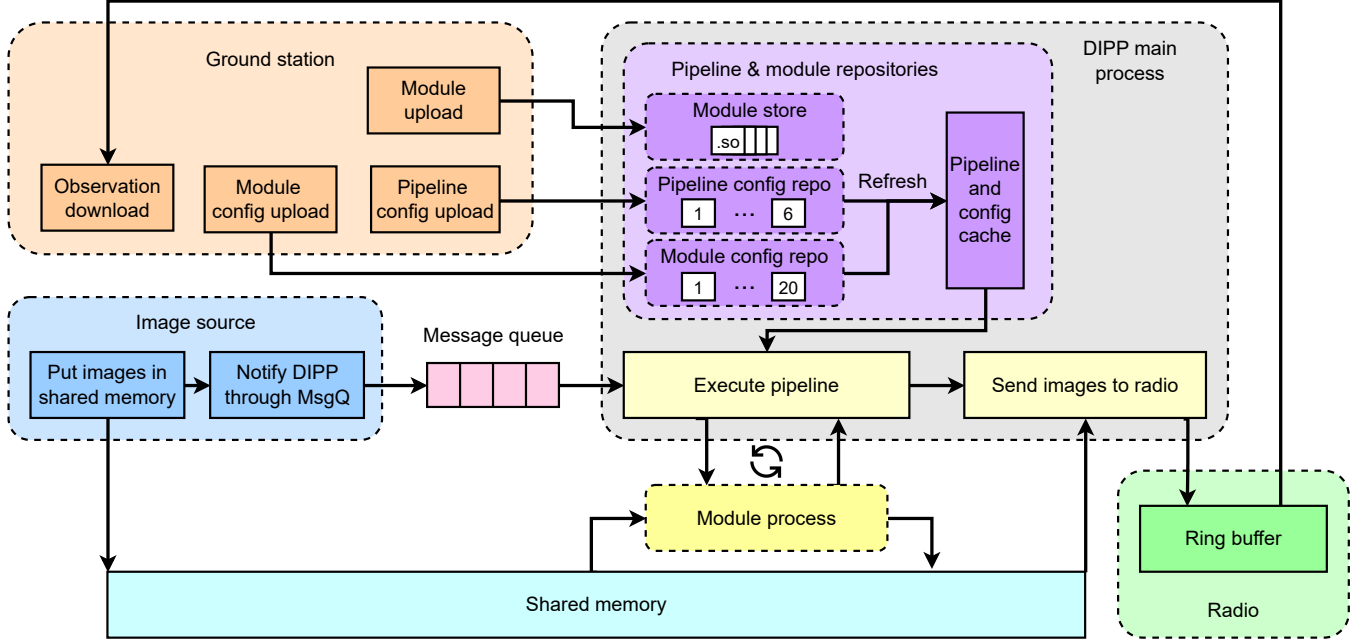 Ground station
Module
upload
Observation
download
Module
config upload
Pipeline
config upload
DIPP main
process
Pipeline & module repositories
Module store
.so
Pipeline config repo
1 ... 6
Module config repo
1 ... 20
Refresh
Pipeline
and
config
cache
Image source
Put images in
shared memory
Notify DIPP
through MsgQ
Message queue
Execute pipeline
Send images to radio
Module process
Shared memory
Ring buffer
Radio